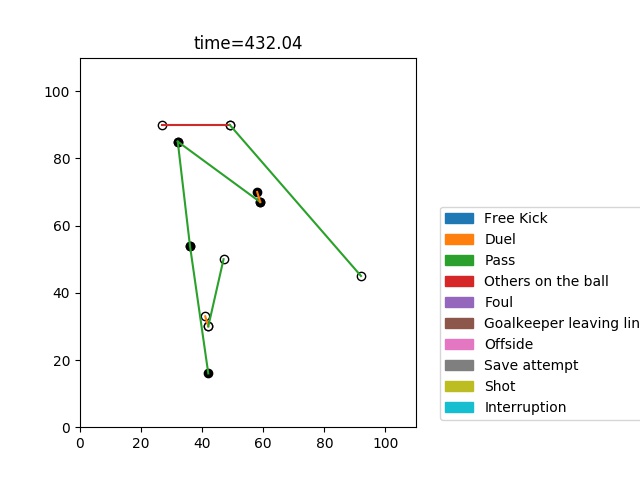 time=432.04
100
80
60
40
20
0
0 20 40 60 80 100
Free Kick
Duel
Pass
Others on the ball
Foul
Goalkeeper leaving lin
Offside
Save attempt
Shot
Interruption